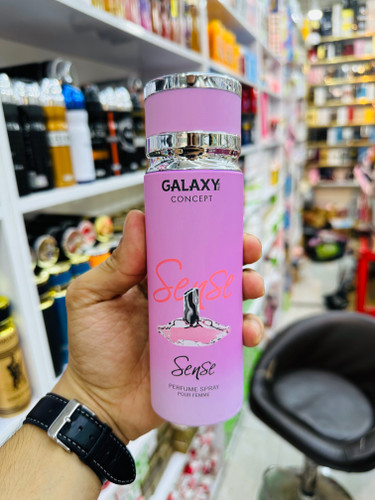 GALAXY
CONCEPT
Sense
Sense
PERFUME SPRAY
POUR FEMME